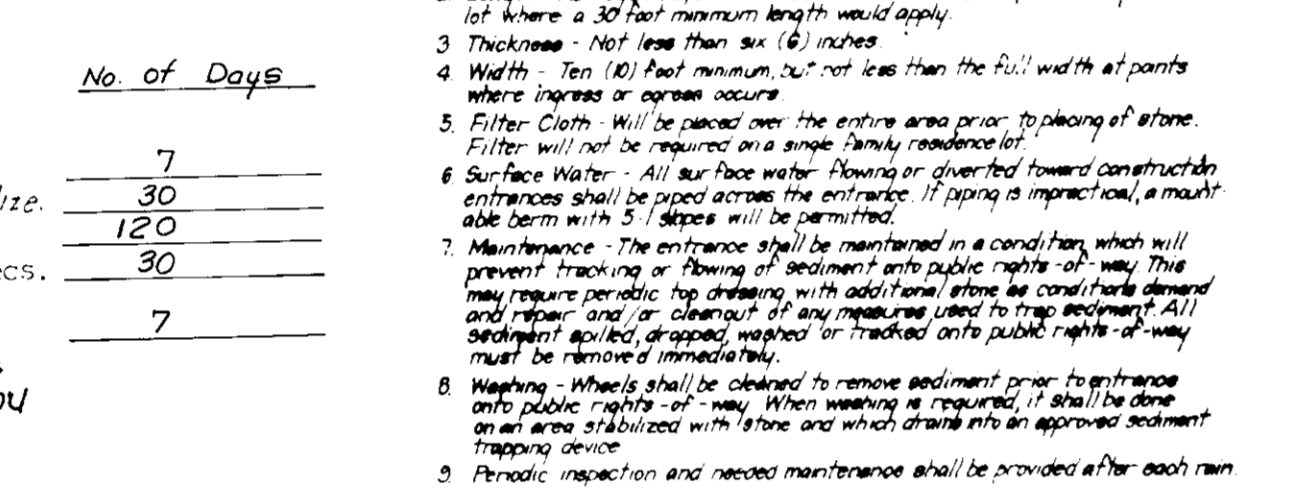 lot where a 30 foot minimum length would apply.
3 Thickness - Not less than six (6) inches.
No. of Days
4. Width - Ten (10) foot minimum, but not less than the full width at points
where ingress or egress occurs.
5. Filter Cloth - Will be placed over the entire area prior to placing of stone.
Filter will not be required on a single family residence lot.
7
6. Surface Water - All surface water flowing or diverted toward construction
ize. 30
entrances shall be piped across the entrance. If piping is impractical, a mount-
able berm with 5:1 slopes will be permitted.
120
7. Maintenance - The entrance shall be maintained in a condition which will
ecs. 30
prevent tracking or flowing of sediment onto public rights-of-way. This
may require periodic top dressing with additional stone as conditions demand
and repair and/or cleanout of any measures used to trap sediment. All
7
sediment spilled, dropped, washed or tracked onto public rights-of-way
must be removed immediately.
8. Washing - Wheels shall be cleaned to remove sediment prior to entrance
onto public rights-of-way. When washing is required, it shall be done
on an area stabilized with stone and which drains into an approved sediment
trapping device
9. Periodic inspection and needed maintenance shall be provided after each rain.